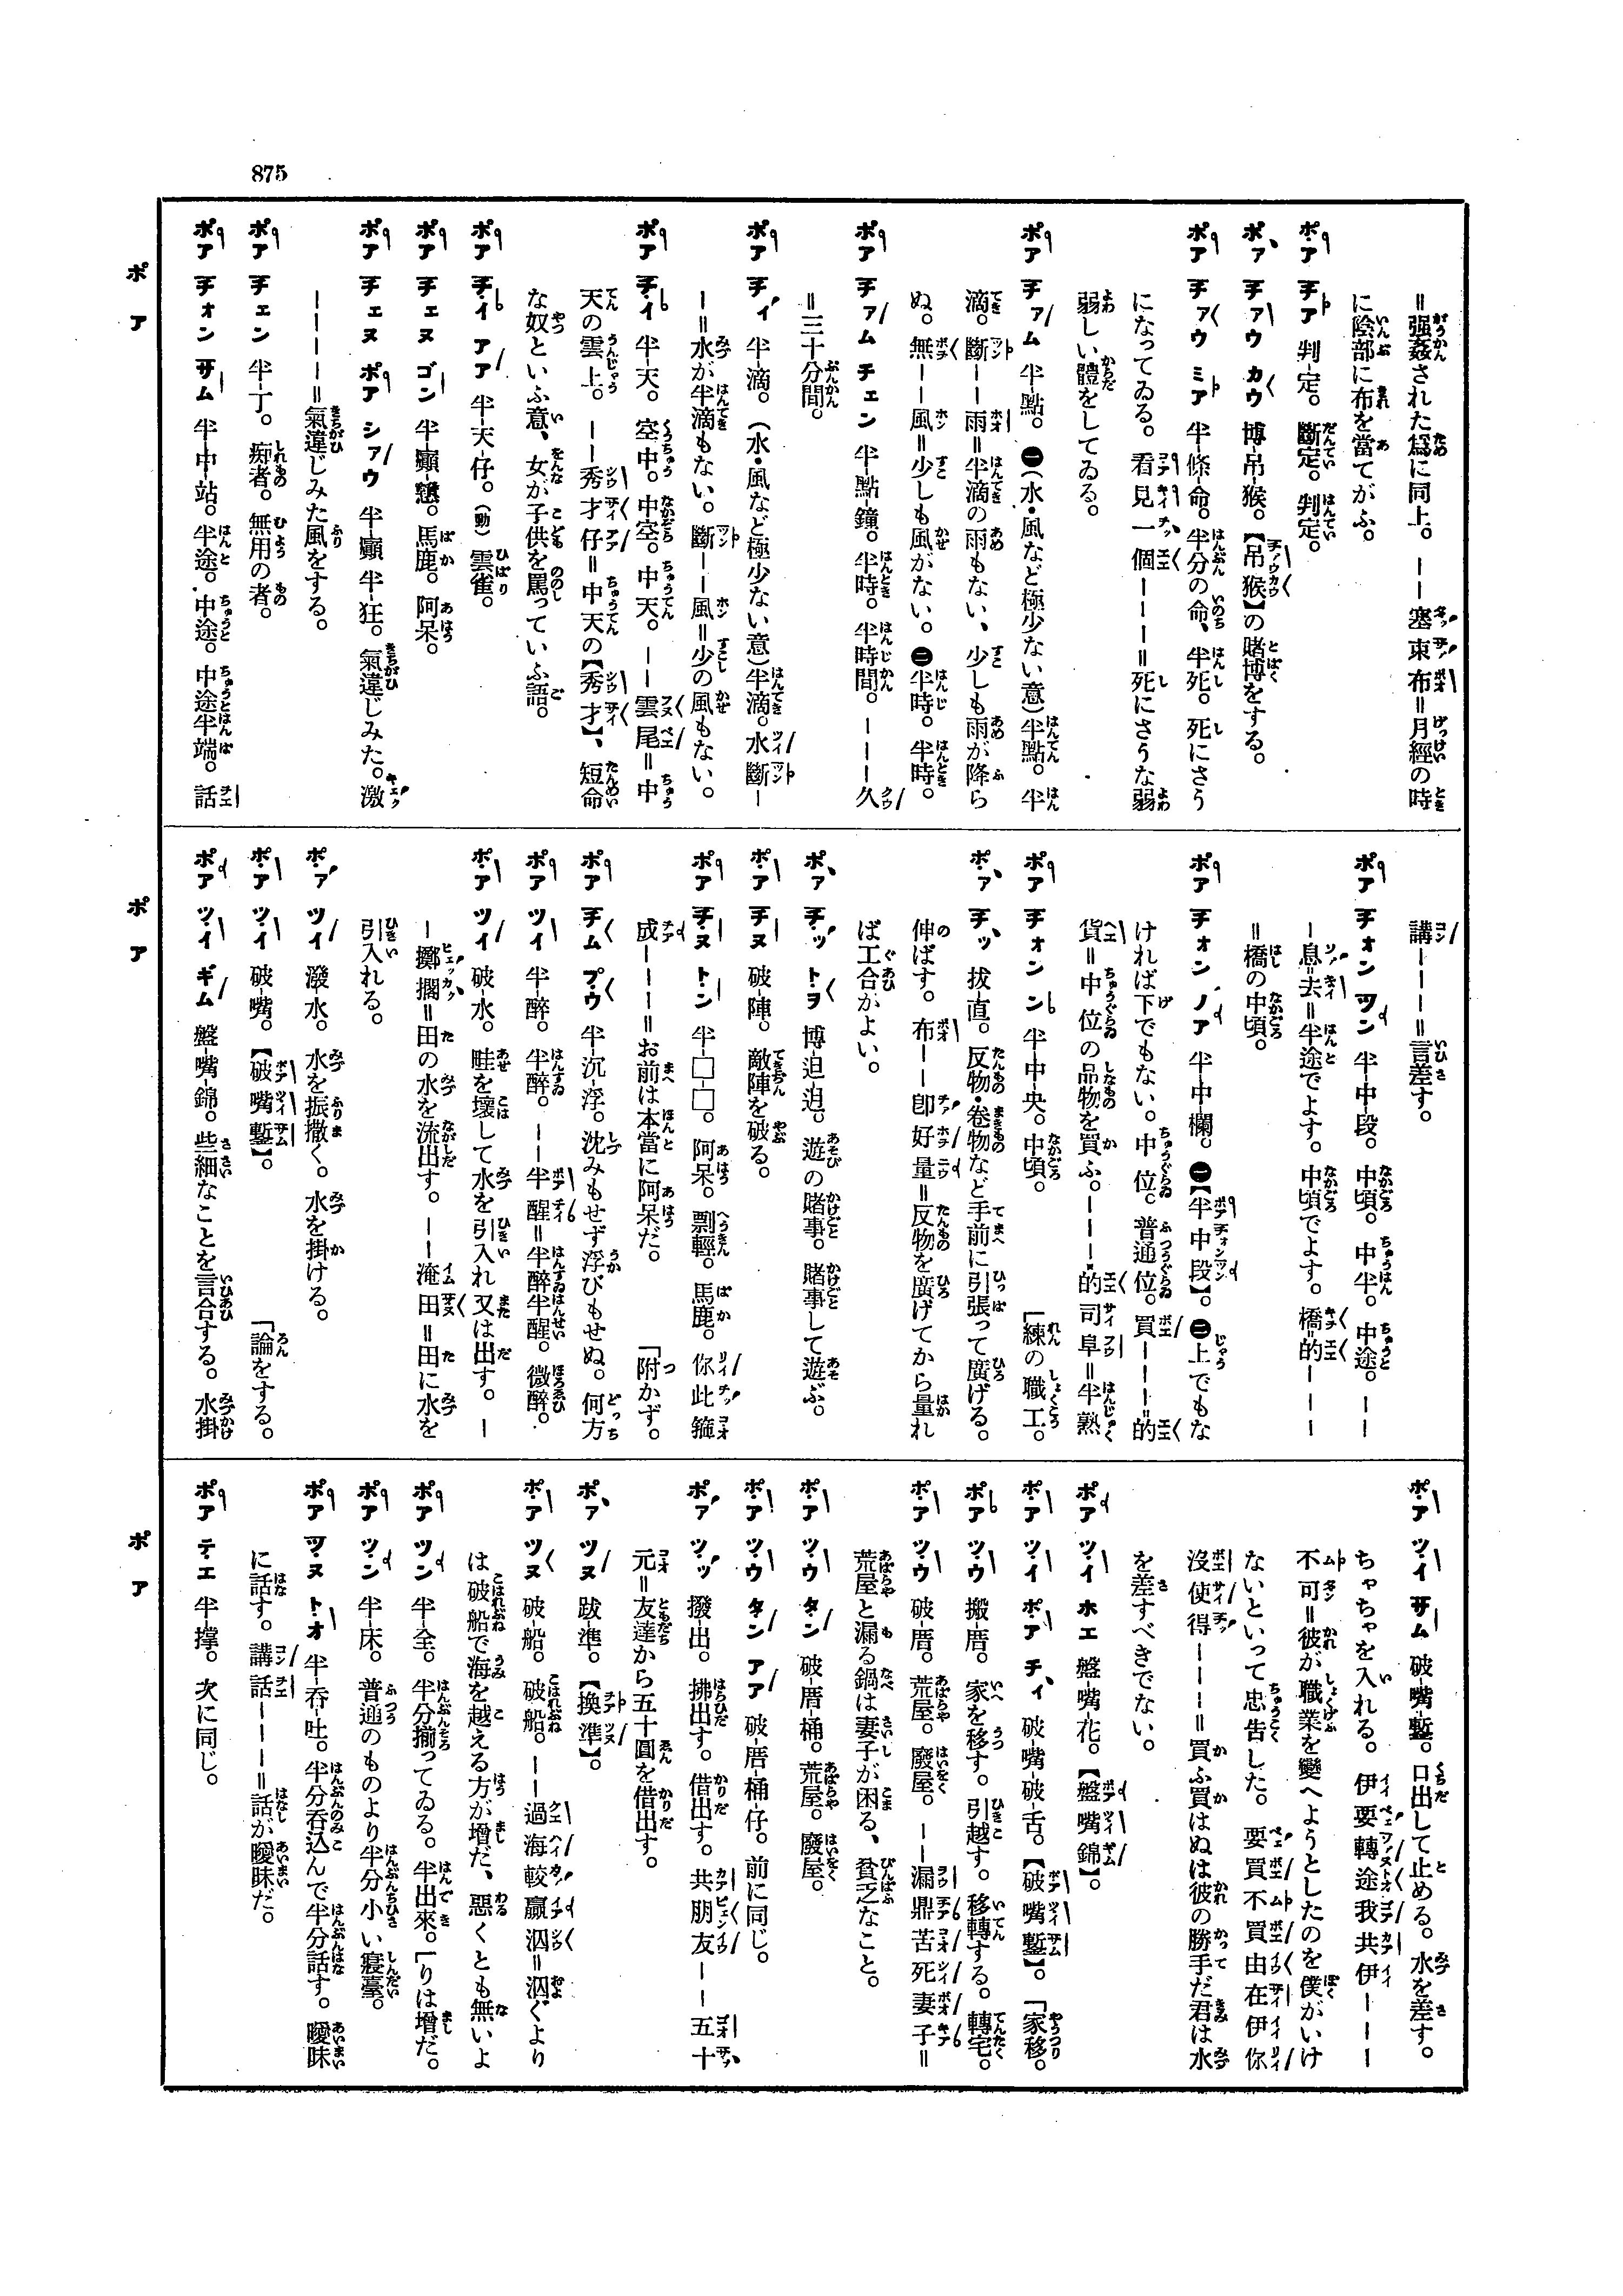 875
＝强姦された爲に同上。——塞東布＝月經の時
に陰部に布を當てがふ。
ポア チア 判-定。斷定。判定。
ポア チァウ カウ 博-吊-猴。【吊猴】の賭博をする。
ポア チァウ ミア 半-條-命。半分の命、半死。死にさう
になってゐる。看見一個———＝死にさうな弱
弱しい體をしてゐる。
ポア チァム 半-點。㊀(水・風など極少ない意)半點。半
滴。斷——雨＝半滴の雨もない、少しも雨が降ら
ぬ。無——風＝少しも風がない。㊁半時。半時。
ポア チァム チェン 半-點-鐘。半時。半時間。———久
＝三十分間。
ポア チィ 半-滴。(水・風など極少ない意)半滴。水斷—
—＝水が半滴もない。斷——風＝少の風もない。
ポア チイ 半-天。空中。中空。中天。——雲尾＝中
天の雲上。——秀才仔＝中天の【秀才】、短命
な奴といふ意、女が子供を罵っていふ語。
ポア チイ アア 半-天-仔。(動)雲雀。
ポア チェヌ ゴン 半-癲-戇。馬鹿。阿呆。
ポア チェヌ ポア シァウ 半-癲 半-狂。氣違じみた。激
————＝氣違じみた風をする。
ポア チェン 半-丁。痴者。無用の者。
ポア チォン サム 半-中-站。半途。中途。中途半端。話
講———＝言差す。
ポア チォン ツン 半-中-段。中頃。中半。中途。——
—息去＝半途でよす。中頃でよす。橋的———
＝橋の中頃。
ポア チォン ノア 半-中-欄。㊀【半中段】。㊁上でもな
ければ下でもない。中位。普通位。買———的
貨＝中位の品物を買ふ。———的司阜＝半熟
「練の職工。
ポア チォン ン 半-中-央。中頃。
ポァ チッ 拔-直。反物・卷物など手前に引張って廣げる。
伸ばす。布——卽好量＝反物を廣げてから量れ
ば工合がよい。
ポァ チッ トヲ 博-𢓜-迌。遊の賭事。賭事して遊ぶ。
ポア チヌ 破-陣。敵陣を破る。
ポア チヌ トン 半-□-□。阿呆。剽輕。馬鹿。你此箍
成———＝お前は本當に阿呆だ。
「附かず。
ポア チム プウ 半-沉-浮。沈みもせず浮びもせぬ。何方
ポア ツイ 半-醉。半醉。——半醒＝半醉半醒。微醉。
ポア ツイ 破-水。畦を壞して水を引入れ又は出す。—
—擲擱＝田の水を流出す。——淹田＝田に水を
引入れる。
ポァ ツイ 潑-水。水を振撒く。水を掛ける。
ポア ツイ 破-嘴。【破嘴鏨】。
「論をする。
ポア ツイ ギム 盤-嘴-錦。些細なことを言合する。水掛
ポア ツイ サム 破-嘴-鏨。口出して止める。水を差す。
ちゃちゃを入れる。伊要轉途我共伊———
不可＝彼が職業を變へようとしたのを僕がいけ
ないといって忠告した。要買不買由在伊你
沒使得———＝買ふ買はぬは彼の勝手だ君は水
を差すべきでない。
ポア ツイ ホエ 盤-嘴-花。【盤嘴錦】。
ポア ツイ ポア チィ 破-嘴-破-舌。【破嘴鏨】。
「家移。
ポア ツウ 搬-厝。家を移す。引越す。移轉する。轉宅。
ポア ツウ 破-厝。荒屋。廢屋。——漏鼎苦死妻子＝
荒屋と漏る鍋は妻子が困る、貧乏なこと。
ポア ツウ タン 破-厝-桶。荒屋。廢屋。
ポア ツウ タン アア 破-厝-桶-仔。前に同じ。
ポァ ツッ 撥-出。拂出す。借出す。共朋友——五十
元＝友達から五十圓を借出す。
ポァ ツヌ 跋-準。【換準】。
ポア ツヌ 破-船。破船。——過海較贏泅＝泅ぐより
は破船で海を越える方が增だ、惡くとも無いよ
「りは增だ。
ポア ツン 半-全。半分揃ってゐる。半出來。
ポア ツン 半-床。普通のものより半分小い寢臺。
ポア ヅヌ トオ 半-吞-吐。半分吞込んで半分話す。曖昧
に話す。講話———＝話が曖昧だ。
ポア テエ 半-撑。次に同じ。
ポア
ポア
ポア